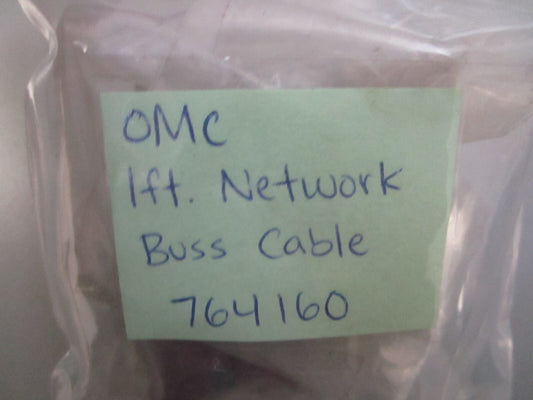 OMC
1ft. Network
Buss Cable
764160